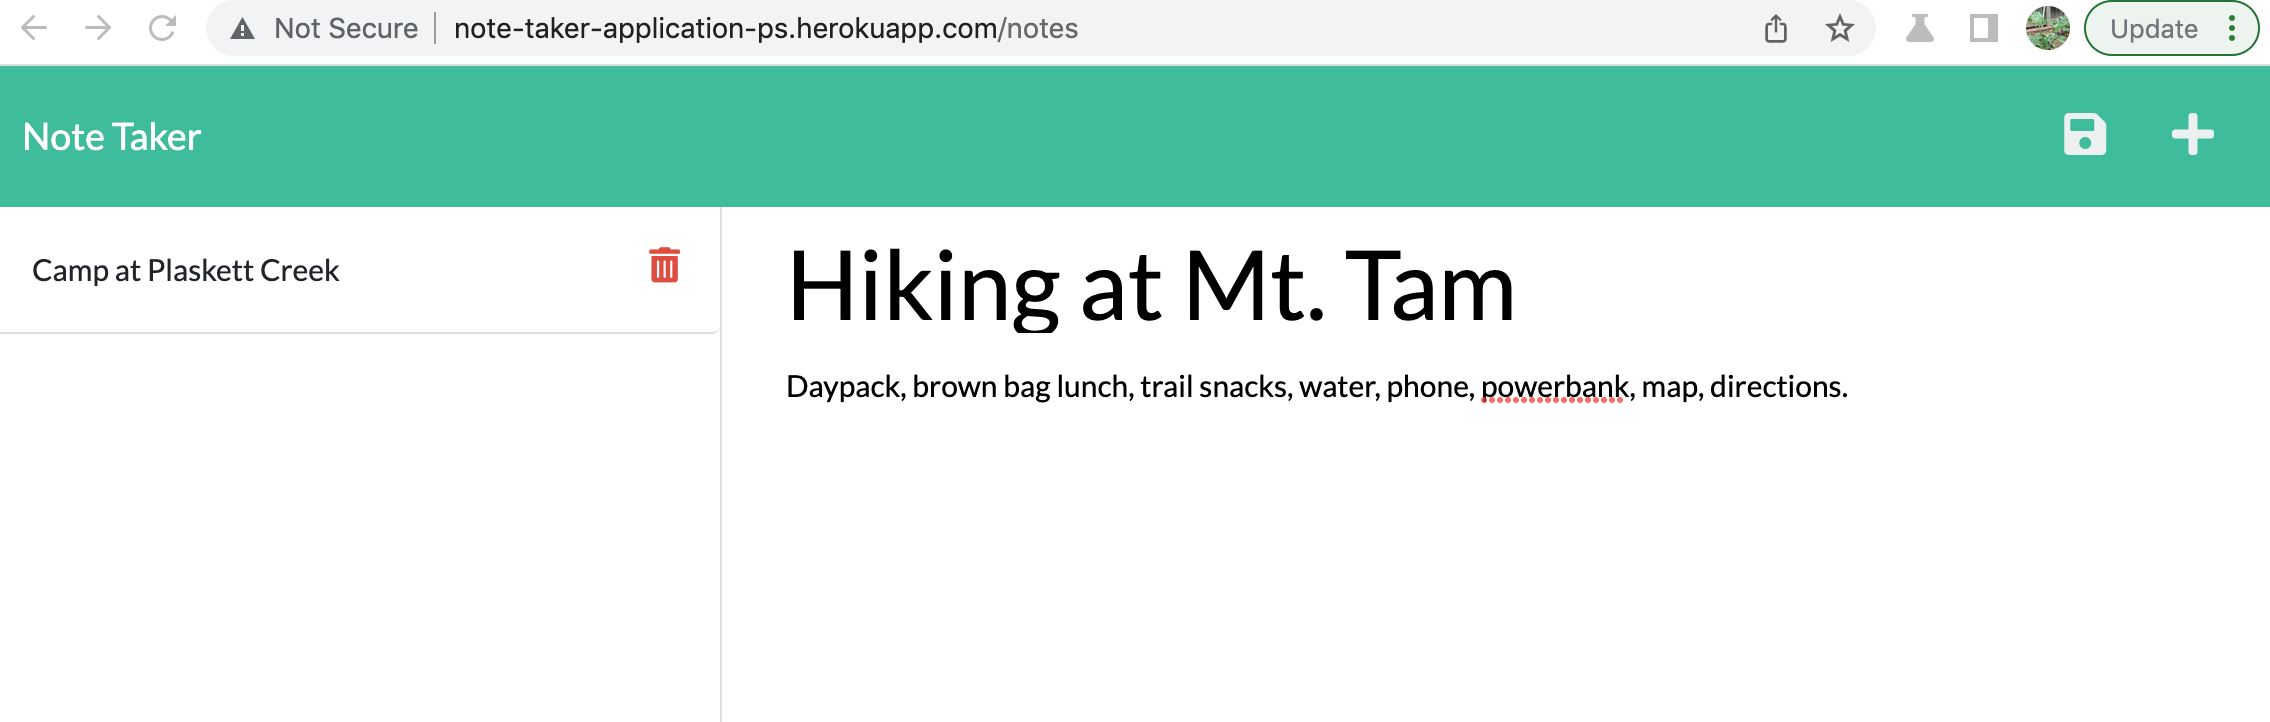 Not Secure note-taker-application-ps.herokuapp.com/notes Update
Note Taker
Camp at Plaskett Creek
Hiking at Mt. Tam
Daypack, brown bag lunch, trail snacks, water, phone, powerbank, map, directions.